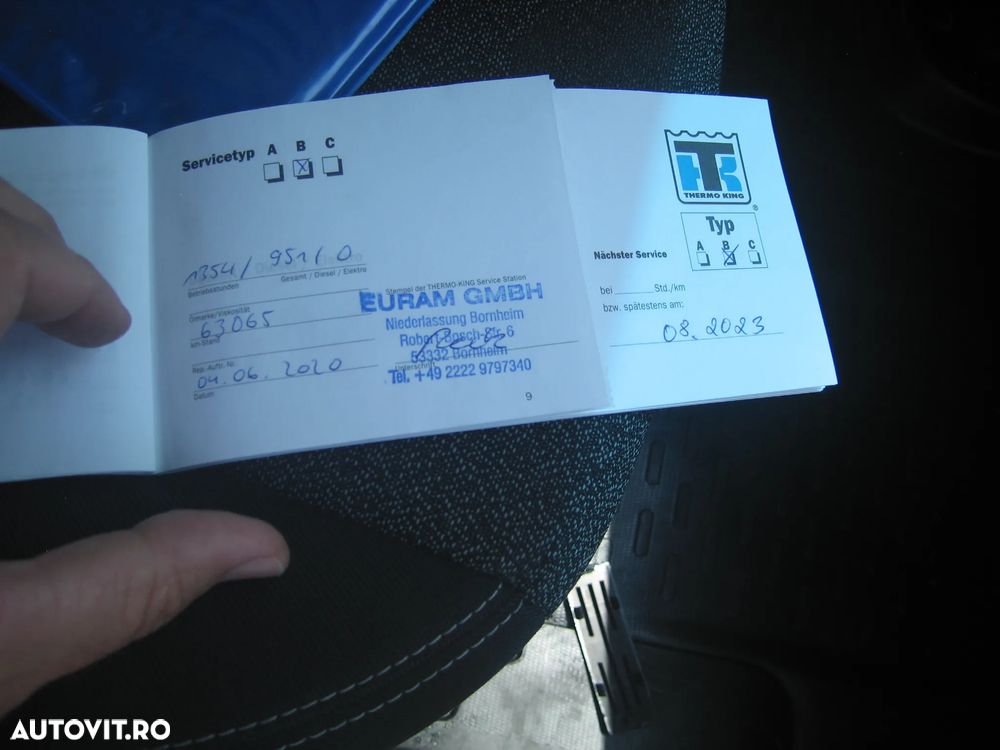 Servicetyp A B C
1354 / 951 / 0
Betriebsstunden Gesamt / Diesel / Elektro
Ölmarke/Viskosität
63065
km-Stand
Rep.-Auftr. Nr.
04.06. 2020
Datum
Stempel der THERMO-KING Service Station
EURAM GMBH
Niederlassung Bornheim
Robert-Bosch-Str. 6
53332 Bornheim
Unterschrift
Tel. +49 2222 9797340
9
TK
THERMO KING
®
Typ
A B C
Nächster Service
bei Std./km
bzw. spätestens am:
08. 2023
AUTOVIT.RO